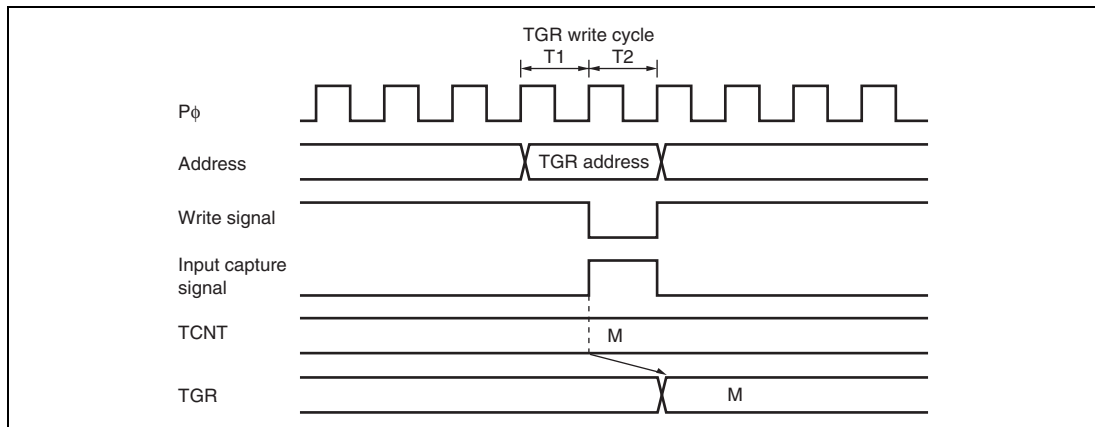 TGR write cycle
T1 T2
Pφ
Address TGR address
Write signal
Input capture
signal
TCNT M
TGR M